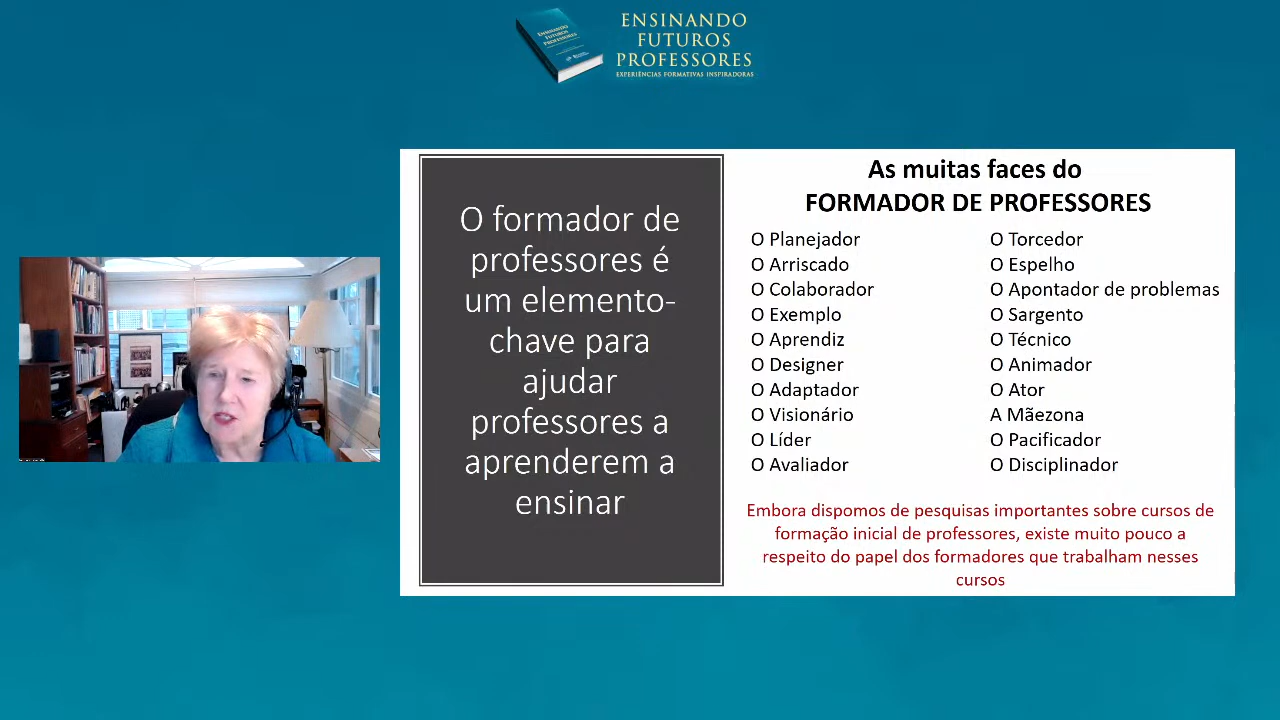 ENSINANDO
FUTUROS
PROFESSORES
EXPERIÊNCIAS FORMATIVAS INSPIRADORAS
ENSINANDO
FUTUROS
PROFESSORES
O formador de
professores é
um elemento-
chave para
ajudar
professores a
aprenderem a
ensinar
As muitas faces do
FORMADOR DE PROFESSORES
O Planejador
O Arriscado
O Colaborador
O Exemplo
O Aprendiz
O Designer
O Adaptador
O Visionário
O Líder
O Avaliador
O Torcedor
O Espelho
O Apontador de problemas
O Sargento
O Técnico
O Animador
O Ator
A Mãezona
O Pacificador
O Disciplinador
Embora dispomos de pesquisas importantes sobre cursos de
formação inicial de professores, existe muito pouco a
respeito do papel dos formadores que trabalham nesses
cursos